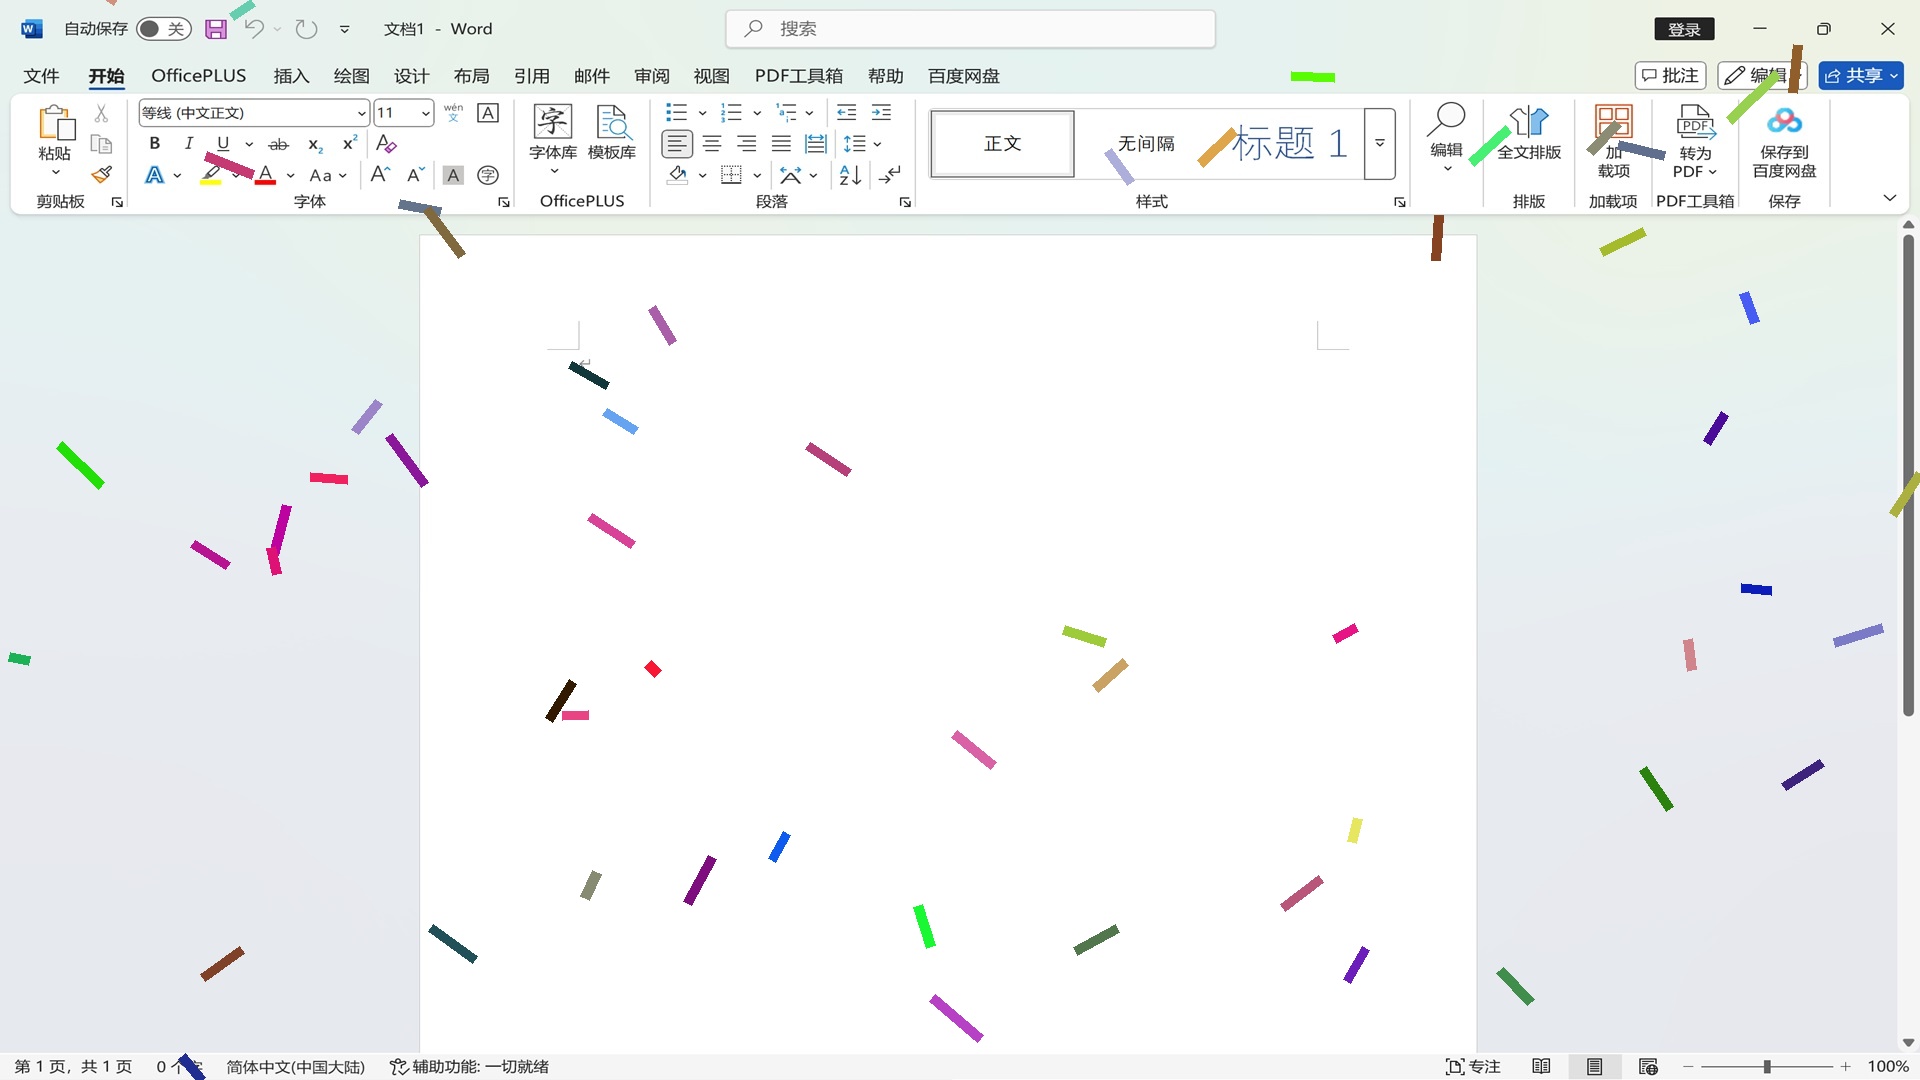 自动保存 关 文档1 - Word 搜索 登录
文件 开始 OfficePLUS 插入 绘图 设计 布局 引用 邮件 审阅 视图 PDF工具箱 帮助 百度网盘 批注 编辑 共享
粘贴
剪贴板
等线 (中文正文) 11 wén 文 A
B I U ab x₂ x²
A A Aa A A A 字
字体
字体库 模板库
OfficePLUS
段落
正文 无间隔 标题 1
样式
编辑
全文排版
排版
加载项
加载项
转为 PDF
PDF工具箱
保存到 百度网盘
保存
第 1 页，共 1 页 简体中文(中国大陆) 辅助功能: 一切就绪 专注 100%